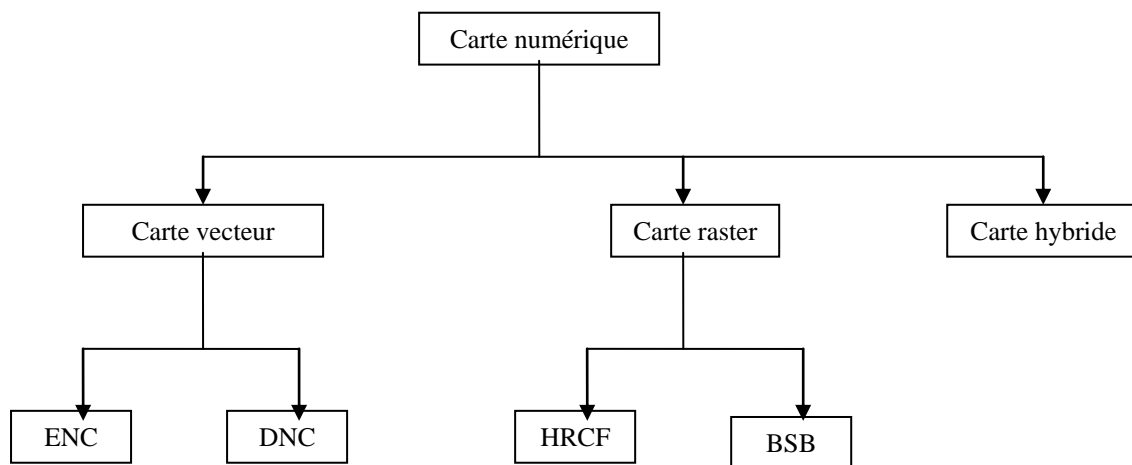 Carte numérique
Carte vecteur
Carte raster
Carte hybride
ENC
DNC
HRCF
BSB